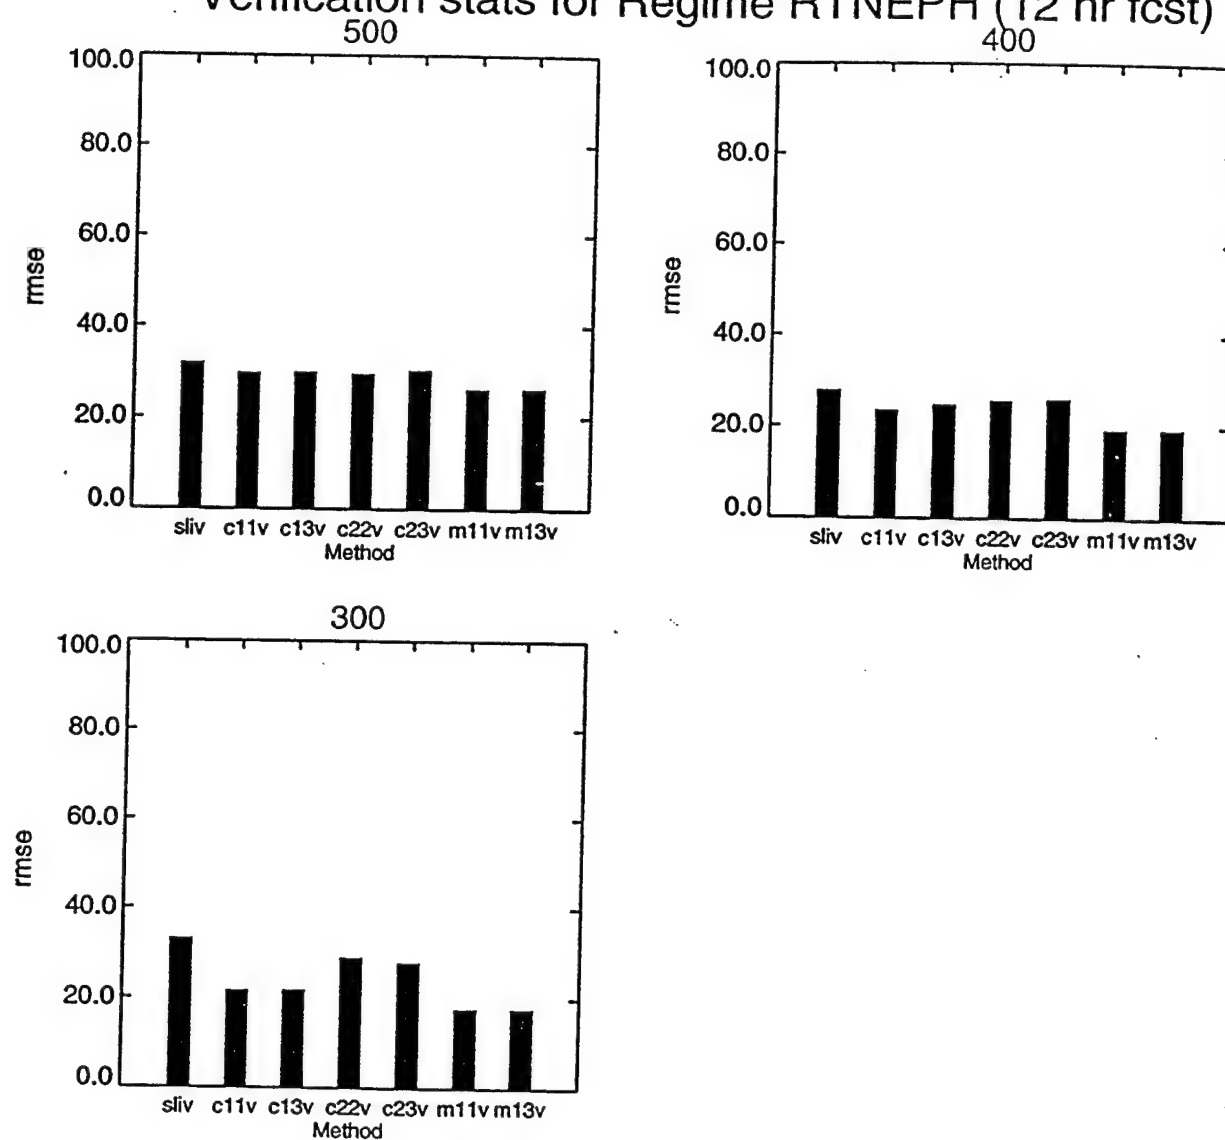 Verification stats for Regime RTNEPH (12 hr fcst)
500
100.0
80.0
60.0
40.0
20.0
0.0
rmse
sliv c11v c13v c22v c23v m11v m13v
Method
400
100.0
80.0
60.0
40.0
20.0
0.0
rmse
sliv c11v c13v c22v c23v m11v m13v
Method
300
100.0
80.0
60.0
40.0
20.0
0.0
rmse
sliv c11v c13v c22v c23v m11v m13v
Method